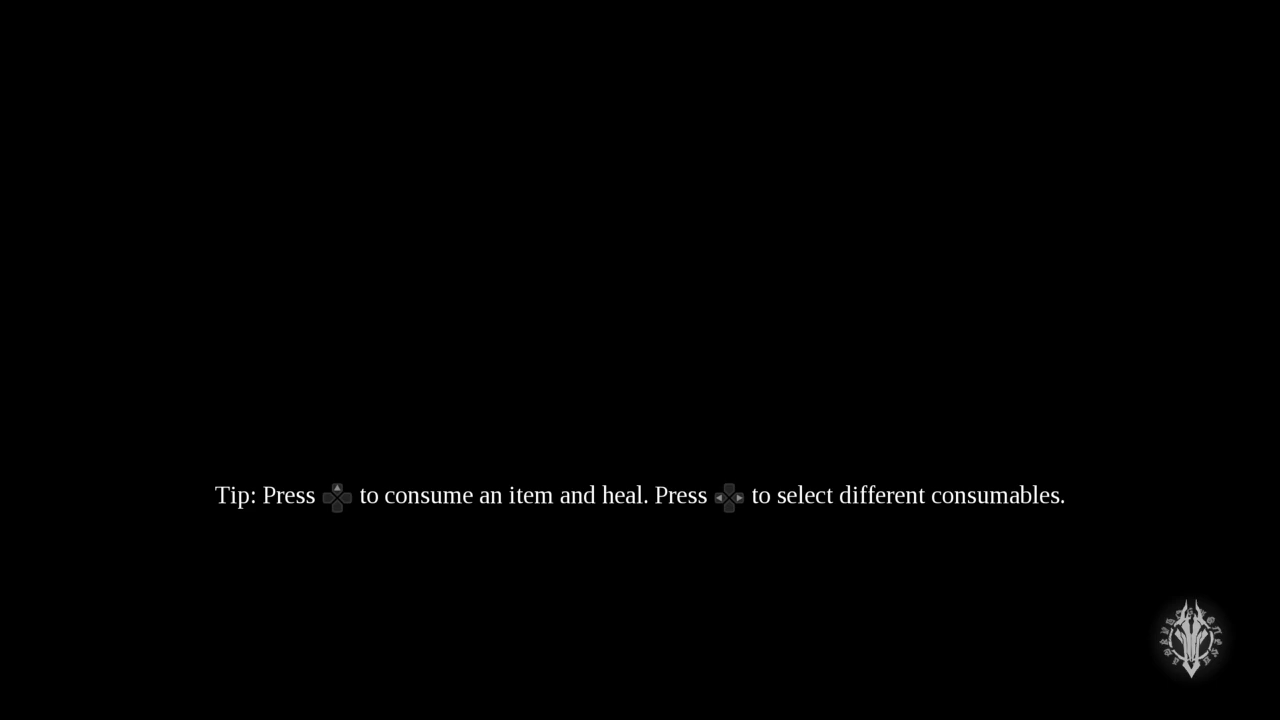 Tip: Press to consume an item and heal. Press to select different consumables.